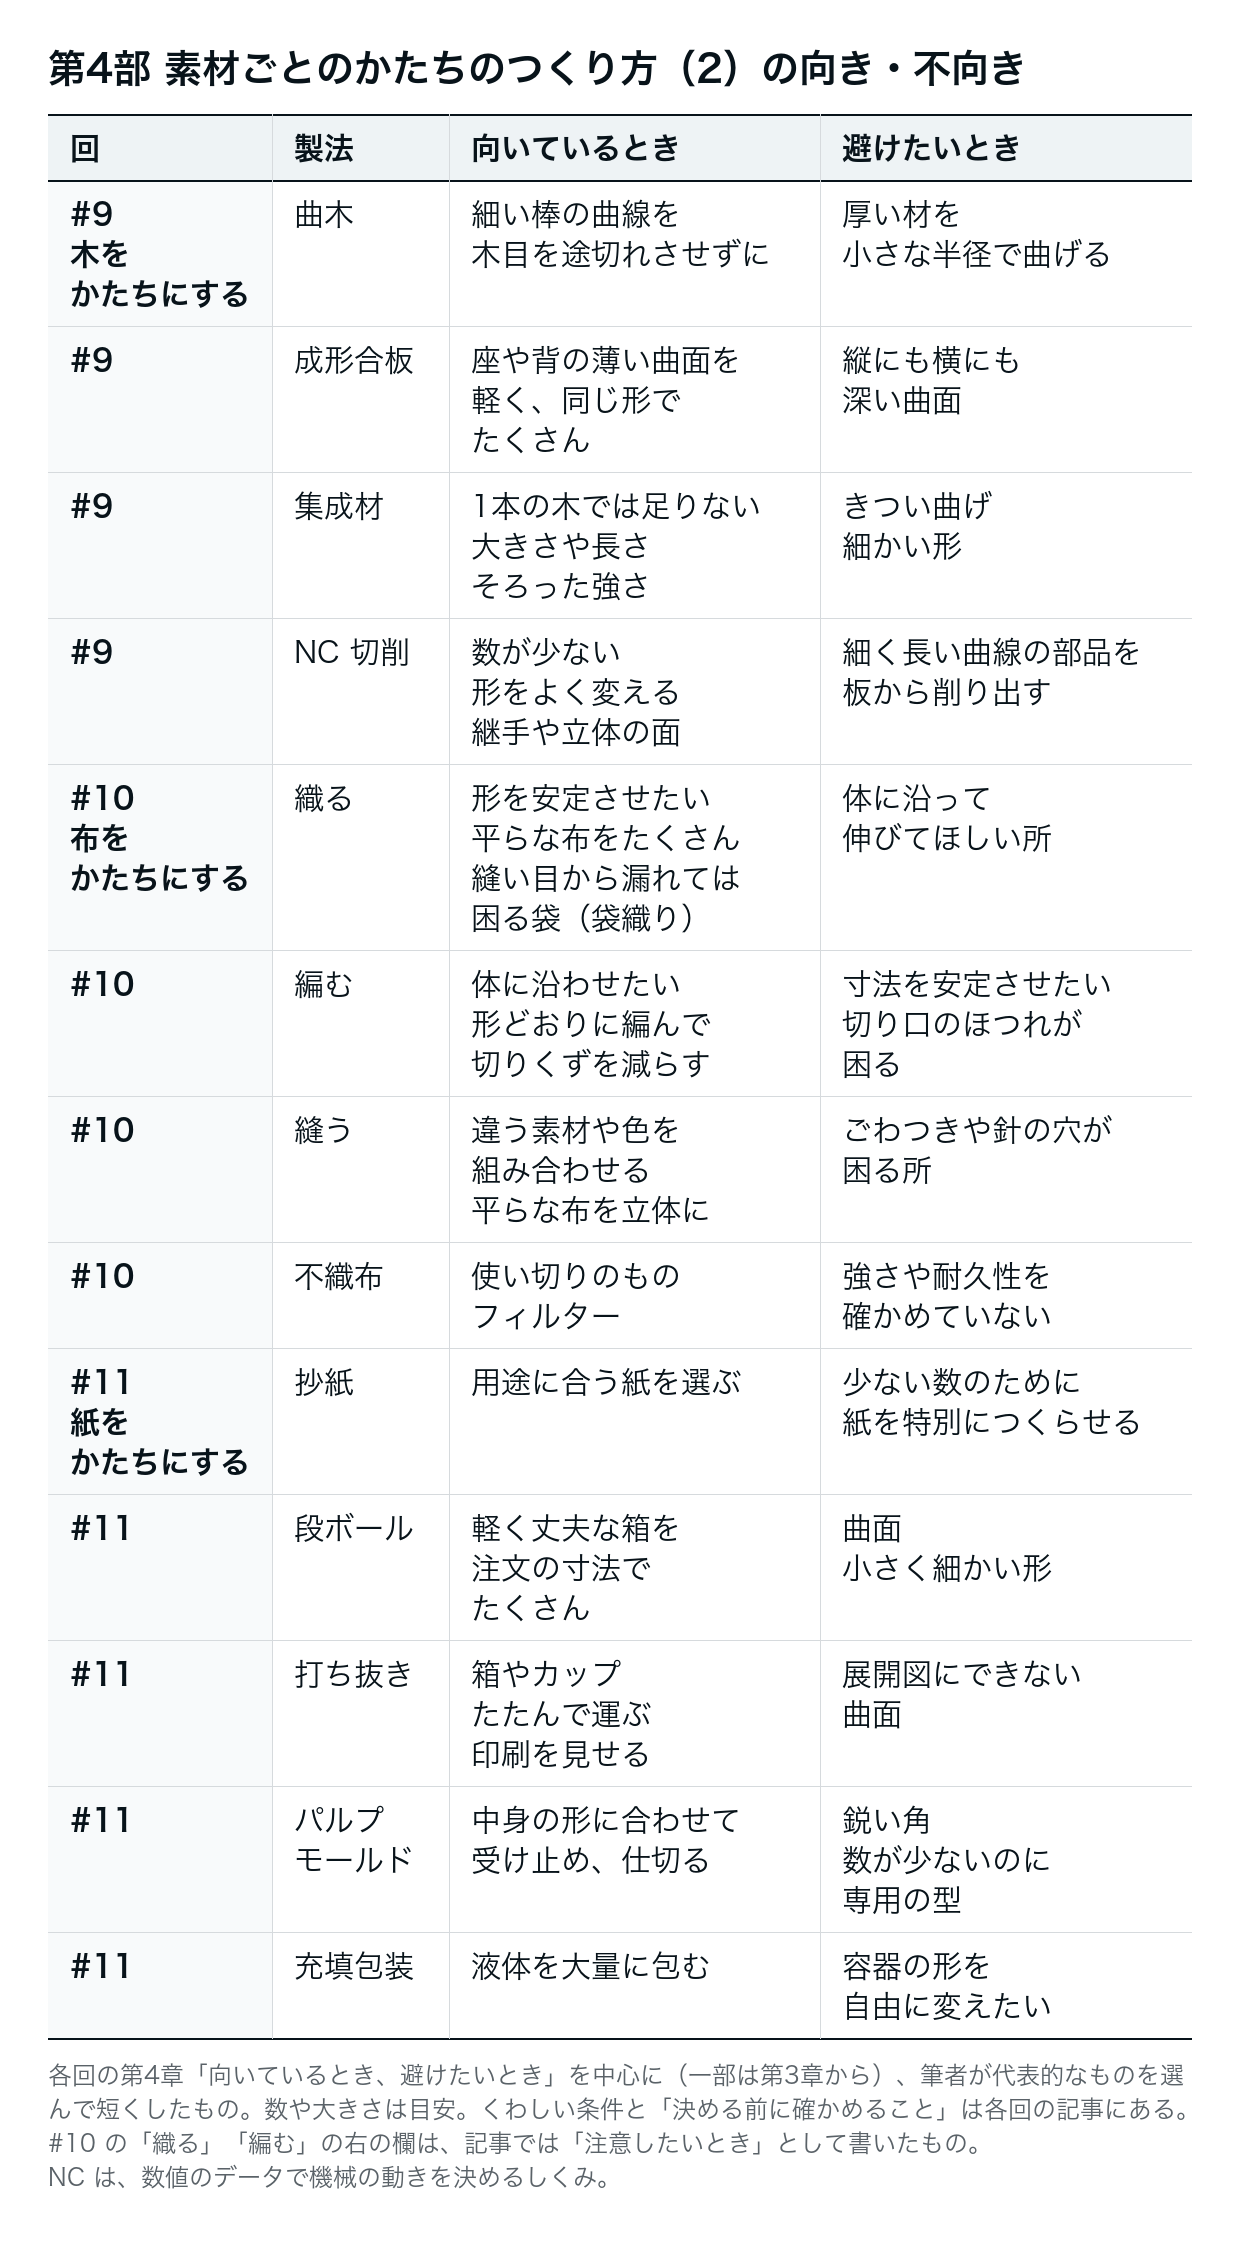 第4部 素材ごとのかたちのつくり方（2）の向き・不向き
回 製法 向いているとき 避けたいとき
#9
木を
かたちにする
曲木
細い棒の曲線を
木目を途切れさせずに
厚い材を
小さな半径で曲げる
#9
成形合板
座や背の薄い曲面を
軽く、同じ形で
たくさん
縦にも横にも
深い曲面
#9
集成材
1本の木では足りない
大きさや長さ
そろった強さ
きつい曲げ
細かい形
#9
NC 切削
数が少ない
形をよく変える
継手や立体の面
細く長い曲線の部品を
板から削り出す
#10
布を
かたちにする
織る
形を安定させたい
平らな布をたくさん
縫い目から漏れては
困る袋（袋織り）
体に沿って
伸びてほしい所
#10
編む
体に沿わせたい
形どおりに編んで
切りくずを減らす
寸法を安定させたい
切り口のほつれが
困る
#10
縫う
違う素材や色を
組み合わせる
平らな布を立体に
ごわつきや針の穴が
困る所
#10
不織布
使い切りのもの
フィルター
強さや耐久性を
確かめていない
#11
紙を
かたちにする
抄紙
用途に合う紙を選ぶ
少ない数のために
紙を特別につくらせる
#11
段ボール
軽く丈夫な箱を
注文の寸法で
たくさん
曲面
小さく細かい形
#11
打ち抜き
箱やカップ
たたんで運ぶ
印刷を見せる
展開図にできない
曲面
#11
パルプ
モールド
中身の形に合わせて
受け止め、仕切る
鋭い角
数が少ないのに
専用の型
#11
充填包装
液体を大量に包む
容器の形を
自由に変えたい
各回の第4章「向いているとき、避けたいとき」を中心に（一部は第3章から）、筆者が代表的なものを選
んで短くしたもの。数や大きさは目安。くわしい条件と「決める前に確かめること」は各回の記事にある。
#10 の「織る」「編む」の右の欄は、記事では「注意したいとき」として書いたもの。
NC は、数値のデータで機械の動きを決めるしくみ。